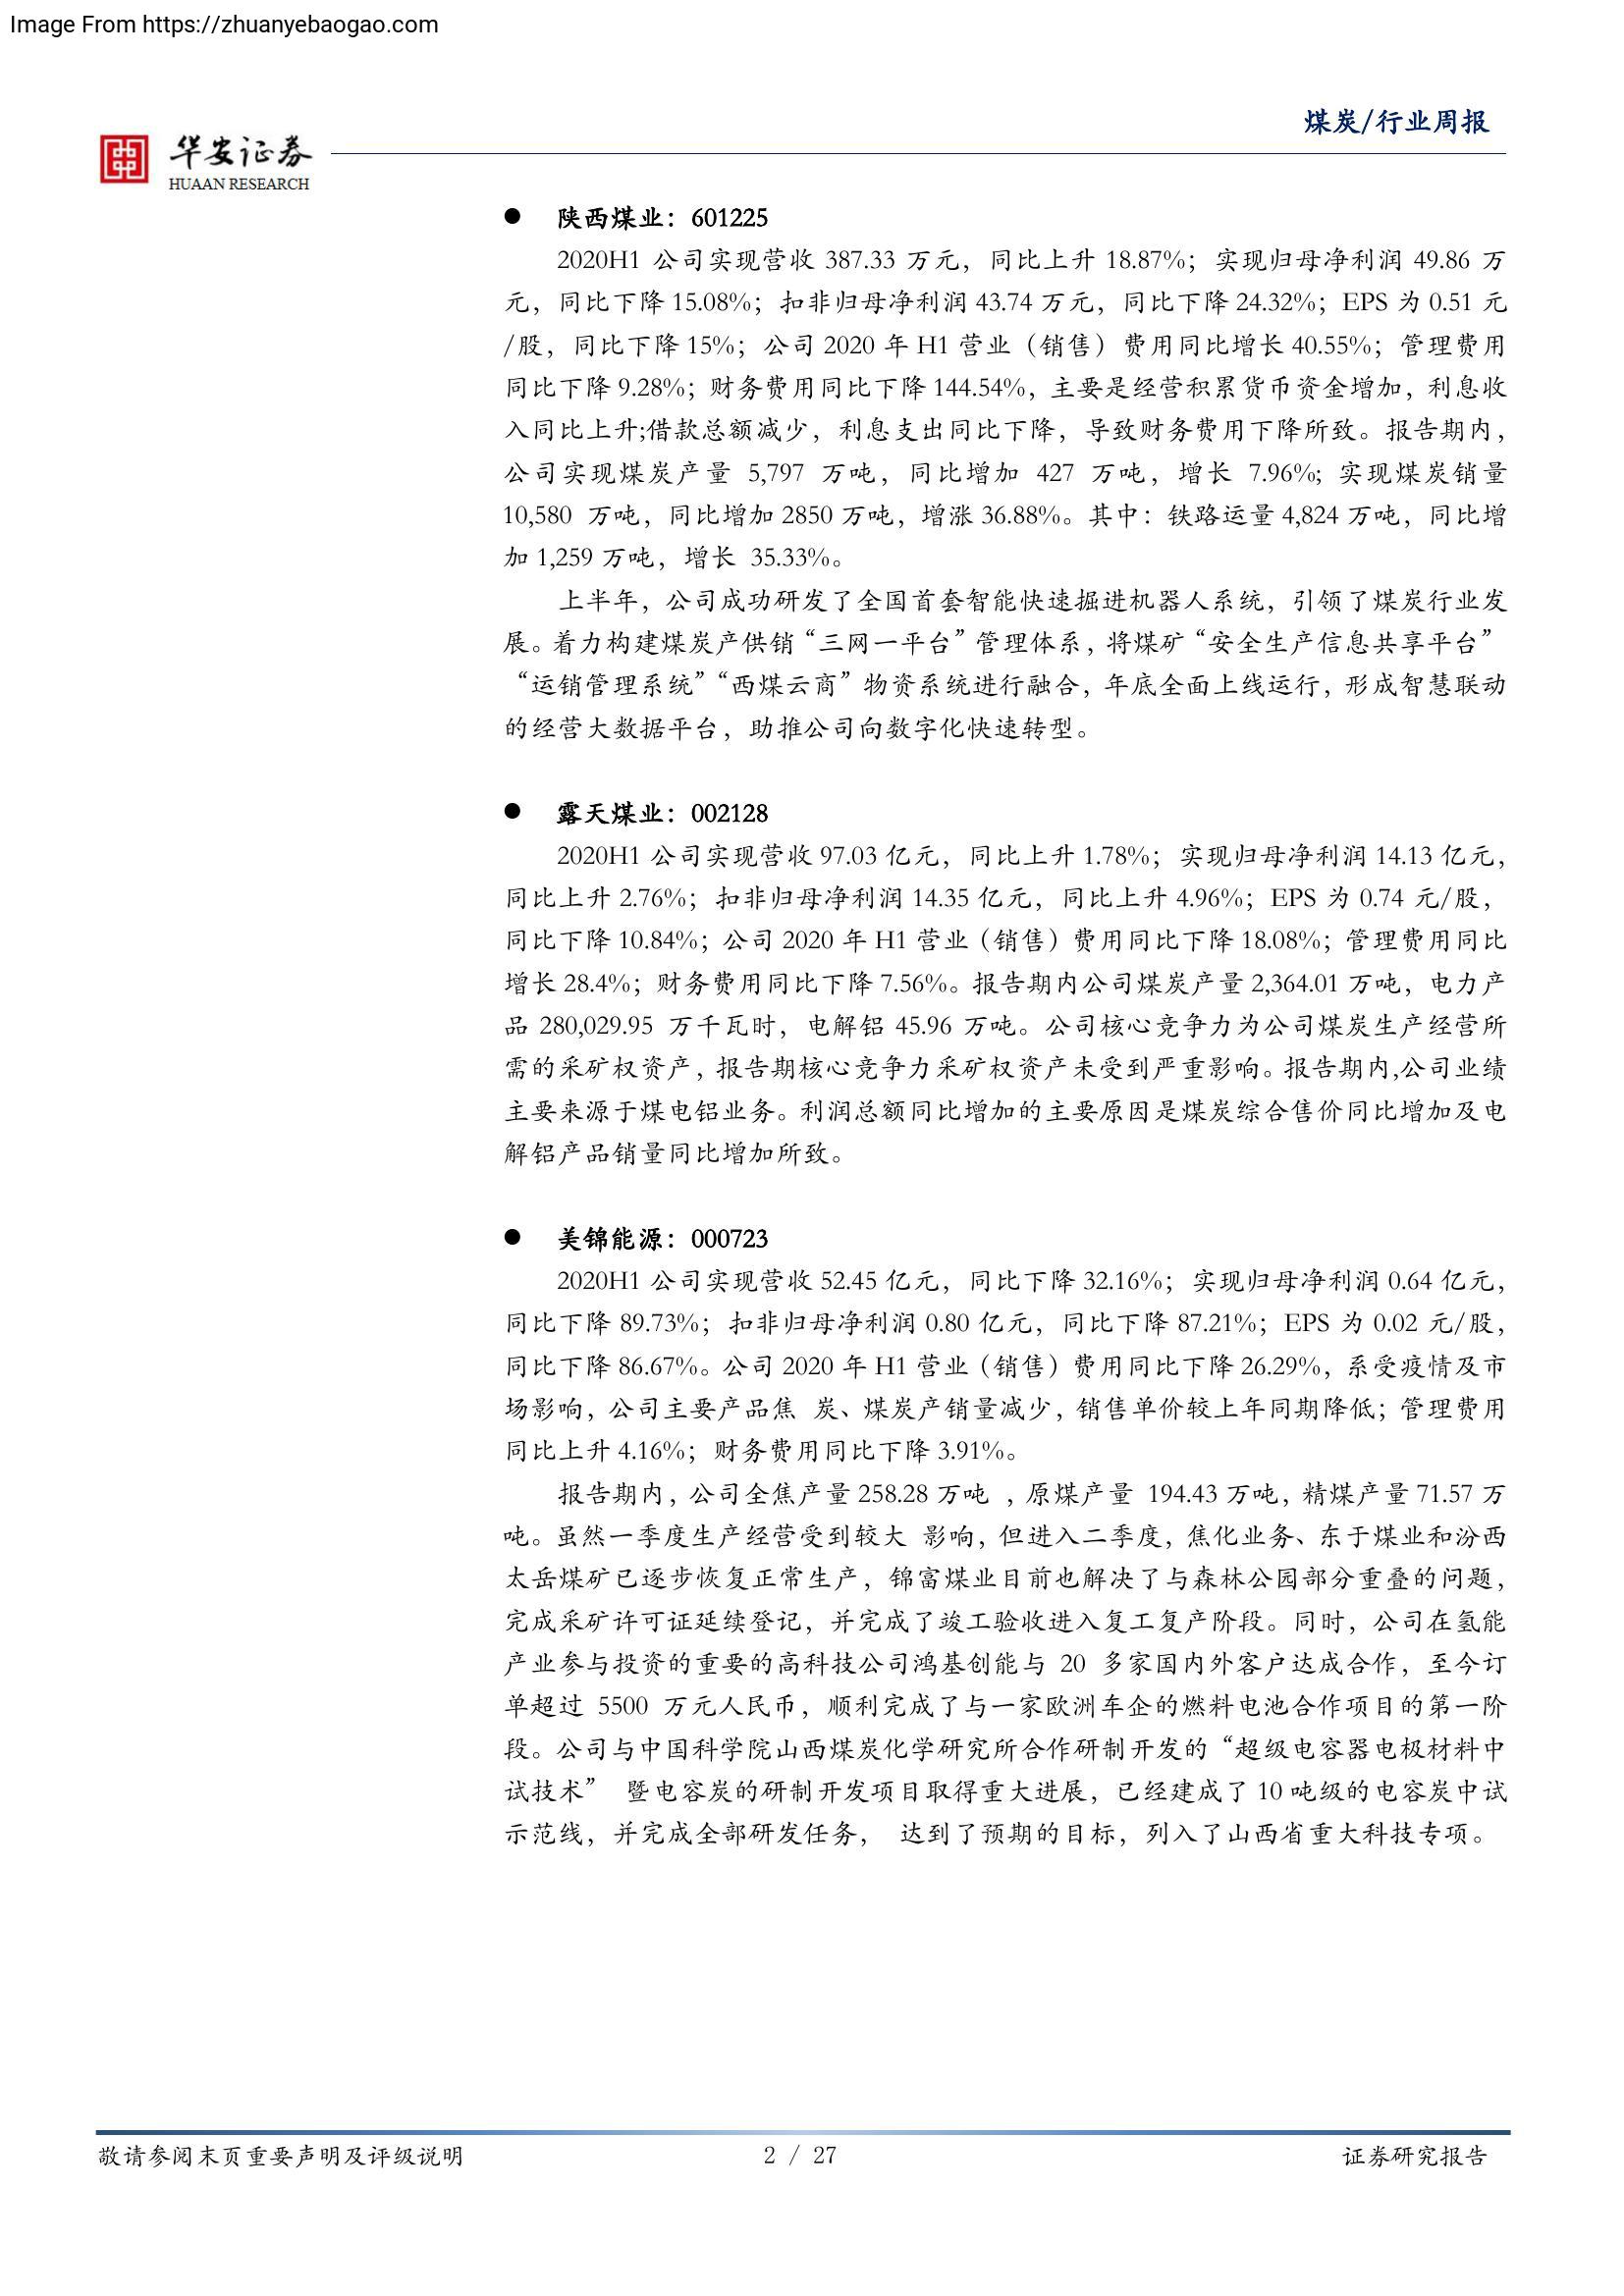 Image From https://zhuanyebaogao.com
煤炭/行业周报
华安证券
HUAAN RESEARCH
● 陕西煤业：601225
2020H1 公司实现营收 387.33 万元，同比上升 18.87%；实现归母净利润 49.86 万
元，同比下降 15.08%；扣非归母净利润 43.74 万元，同比下降 24.32%；EPS 为 0.51 元
/股，同比下降 15%；公司 2020 年 H1 营业（销售）费用同比增长 40.55%；管理费用
同比下降 9.28%；财务费用同比下降 144.54%，主要是经营积累货币资金增加，利息收
入同比上升;借款总额减少，利息支出同比下降，导致财务费用下降所致。报告期内，
公司实现煤炭产量 5,797 万吨，同比增加 427 万吨，增长 7.96%; 实现煤炭销量
10,580 万吨，同比增加 2850 万吨，增涨 36.88%。其中：铁路运量 4,824 万吨，同比增
加 1,259 万吨，增长 35.33%。
上半年，公司成功研发了全国首套智能快速掘进机器人系统，引领了煤炭行业发
展。着力构建煤炭产供销“三网一平台”管理体系，将煤矿“安全生产信息共享平台”
“运销管理系统”“西煤云商”物资系统进行融合，年底全面上线运行，形成智慧联动
的经营大数据平台，助推公司向数字化快速转型。
● 露天煤业：002128
2020H1 公司实现营收 97.03 亿元，同比上升 1.78%；实现归母净利润 14.13 亿元，
同比上升 2.76%；扣非归母净利润 14.35 亿元，同比上升 4.96%；EPS 为 0.74 元/股，
同比下降 10.84%；公司 2020 年 H1 营业（销售）费用同比下降 18.08%；管理费用同比
增长 28.4%；财务费用同比下降 7.56%。报告期内公司煤炭产量 2,364.01 万吨，电力产
品 280,029.95 万千瓦时，电解铝 45.96 万吨。公司核心竞争力为公司煤炭生产经营所
需的采矿权资产，报告期核心竞争力采矿权资产未受到严重影响。报告期内,公司业绩
主要来源于煤电铝业务。利润总额同比增加的主要原因是煤炭综合售价同比增加及电
解铝产品销量同比增加所致。
● 美锦能源：000723
2020H1 公司实现营收 52.45 亿元，同比下降 32.16%；实现归母净利润 0.64 亿元，
同比下降 89.73%；扣非归母净利润 0.80 亿元，同比下降 87.21%；EPS 为 0.02 元/股，
同比下降 86.67%。公司 2020 年 H1 营业（销售）费用同比下降 26.29%，系受疫情及市
场影响，公司主要产品焦 炭、煤炭产销量减少，销售单价较上年同期降低；管理费用
同比上升 4.16%；财务费用同比下降 3.91%。
报告期内，公司全焦产量 258.28 万吨 ，原煤产量 194.43 万吨，精煤产量 71.57 万
吨。虽然一季度生产经营受到较大 影响，但进入二季度，焦化业务、东于煤业和汾西
太岳煤矿已逐步恢复正常生产，锦富煤业目前也解决了与森林公园部分重叠的问题，
完成采矿许可证延续登记，并完成了竣工验收进入复工复产阶段。同时，公司在氢能
产业参与投资的重要的高科技公司鸿基创能与 20 多家国内外客户达成合作，至今订
单超过 5500 万元人民币，顺利完成了与一家欧洲车企的燃料电池合作项目的第一阶
段。公司与中国科学院山西煤炭化学研究所合作研制开发的“超级电容器电极材料中
试技术” 暨电容炭的研制开发项目取得重大进展，已经建成了 10 吨级的电容炭中试
示范线，并完成全部研发任务， 达到了预期的目标，列入了山西省重大科技专项。
敬请参阅末页重要声明及评级说明
2 / 27
证券研究报告